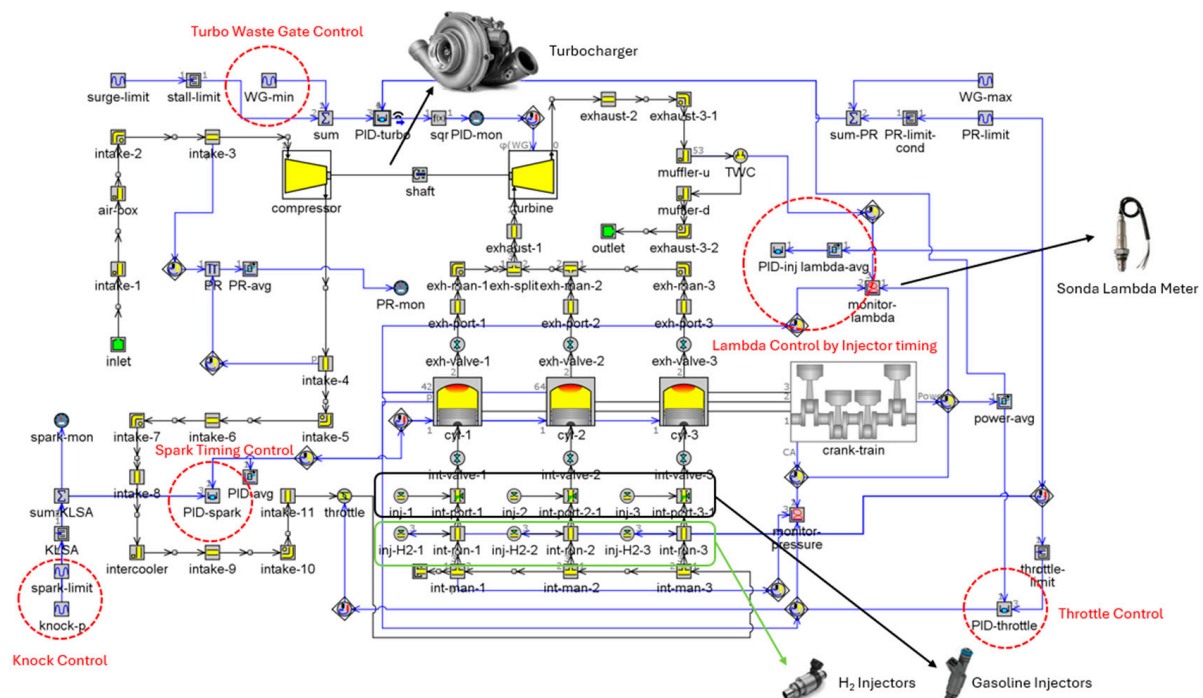 Turbo Waste Gate Control
Turbocharger
surge-limit
stall-limit
WG-min
sum
PID-turbo
sqr
PID-mon
f(x)
φ(WG)
exhaust-2
exhaust-3-1
WG-max
sum-PR
PR-limit-
cond
PR-limit
intake-2
intake-3
air-box
compressor
shaft
turbine
53
muffler-u
TWC
muffler-d
outlet
exhaust-3-2
exhaust-1
intake-1
PR
PR-avg
PR-mon
exh-man-1
exh-split
exh-man-2
exh-man-3
PID-inj
lambda-avg
monitor-
lambda
Sonda Lambda Meter
inlet
exh-port-1
exh-port-2
exh-port-3
Lambda Control by Injector timing
intake-4
exh-valve-1
exh-valve-2
exh-valve-3
42
64
cyl-1
cyl-2
cyl-3
Power
power-avg
CA
crank-train
spark-mon
intake-7
intake-6
intake-5
Spark Timing Control
int-valve-1
int-valve-2
int-valve-3
sum-KLSA
intake-8
PID-spark
PID-avg
intake-11
throttle
inj-1
int-port-1
inj-2
int-port-2-1
inj-3
int-port-3-1
monitor-
pressure
KLSA
inj-H2-1
int-run-1
inj-H2-2
int-run-2
inj-H2-3
int-run-3
intercooler
intake-9
intake-10
throttle-
limit
spark-limit
int-man-1
int-man-2
int-man-3
knock-p
PID-throttle
Throttle Control
Knock Control
H₂ Injectors
Gasoline Injectors